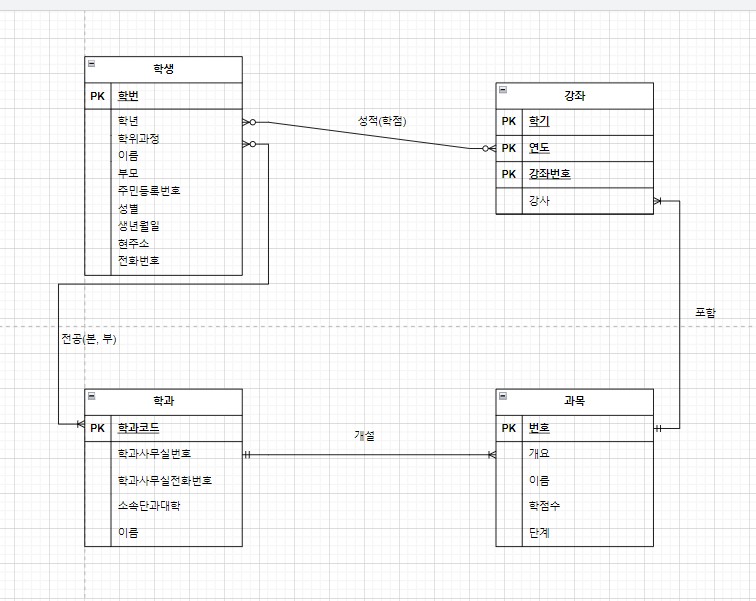 학생
PK 학번
학년
학위과정
이름
부모
주민등록번호
성별
생년월일
현주소
전화번호
성적(학점)
강좌
PK 학기
PK 연도
PK 강좌번호
강사
포함
전공(본, 부)
학과
PK 학과코드
학과사무실번호
학과사무실전화번호
소속단과대학
이름
개설
과목
PK 번호
개요
이름
학점수
단계